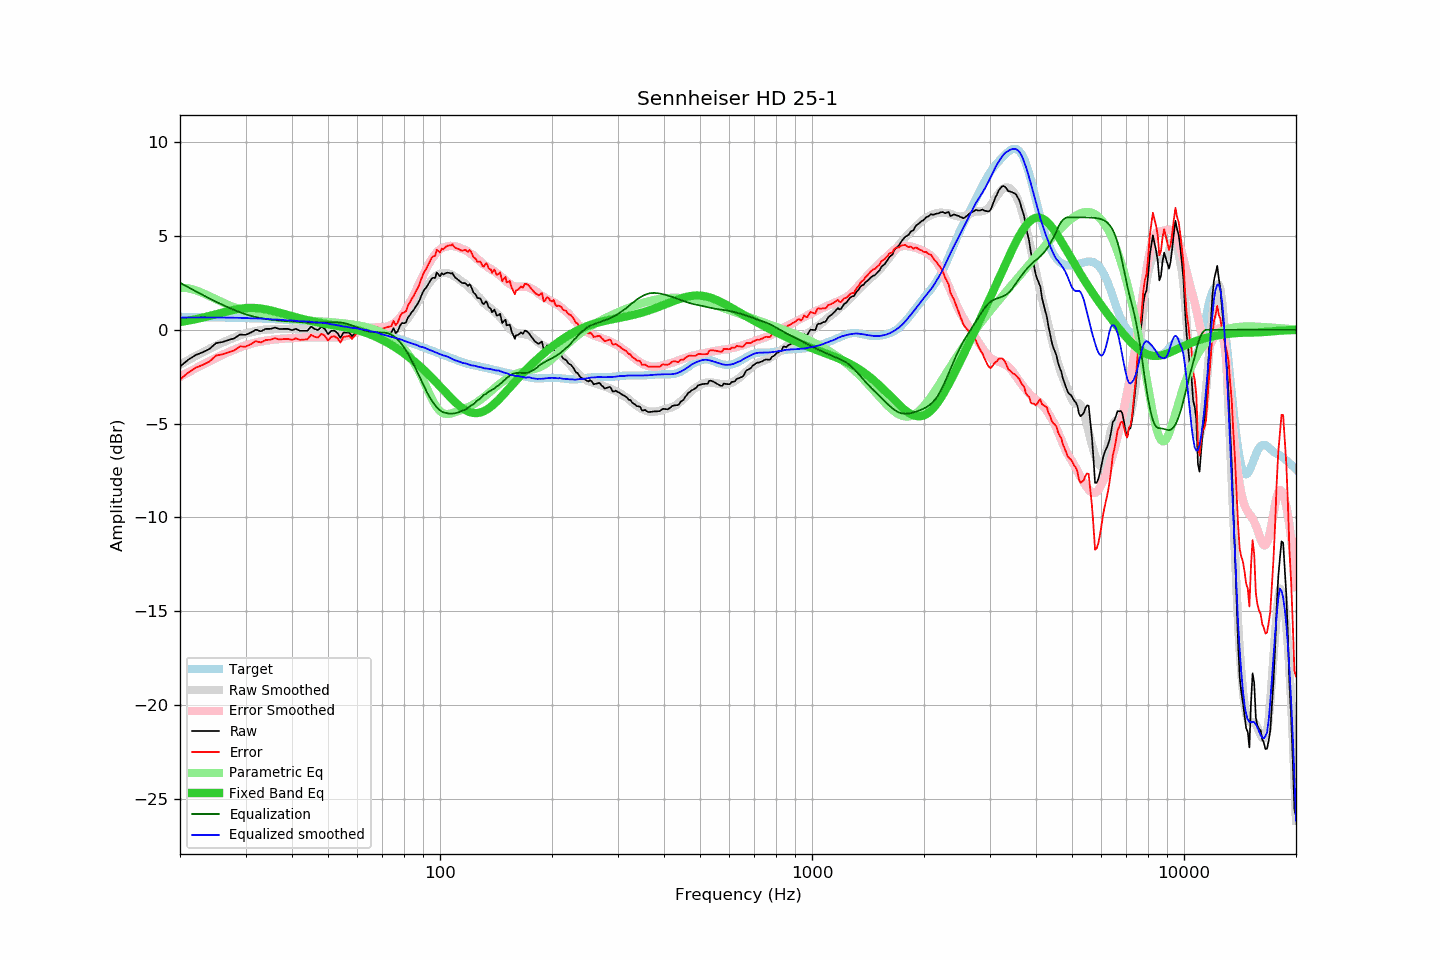 Sennheiser HD 25-1
10
5
0
−5
−10
−15
−20
−25
Amplitude (dBr)
Target
Raw Smoothed
Error Smoothed
Raw
Error
Parametric Eq
Fixed Band Eq
Equalization
Equalized smoothed
100
1000
10000
Frequency (Hz)